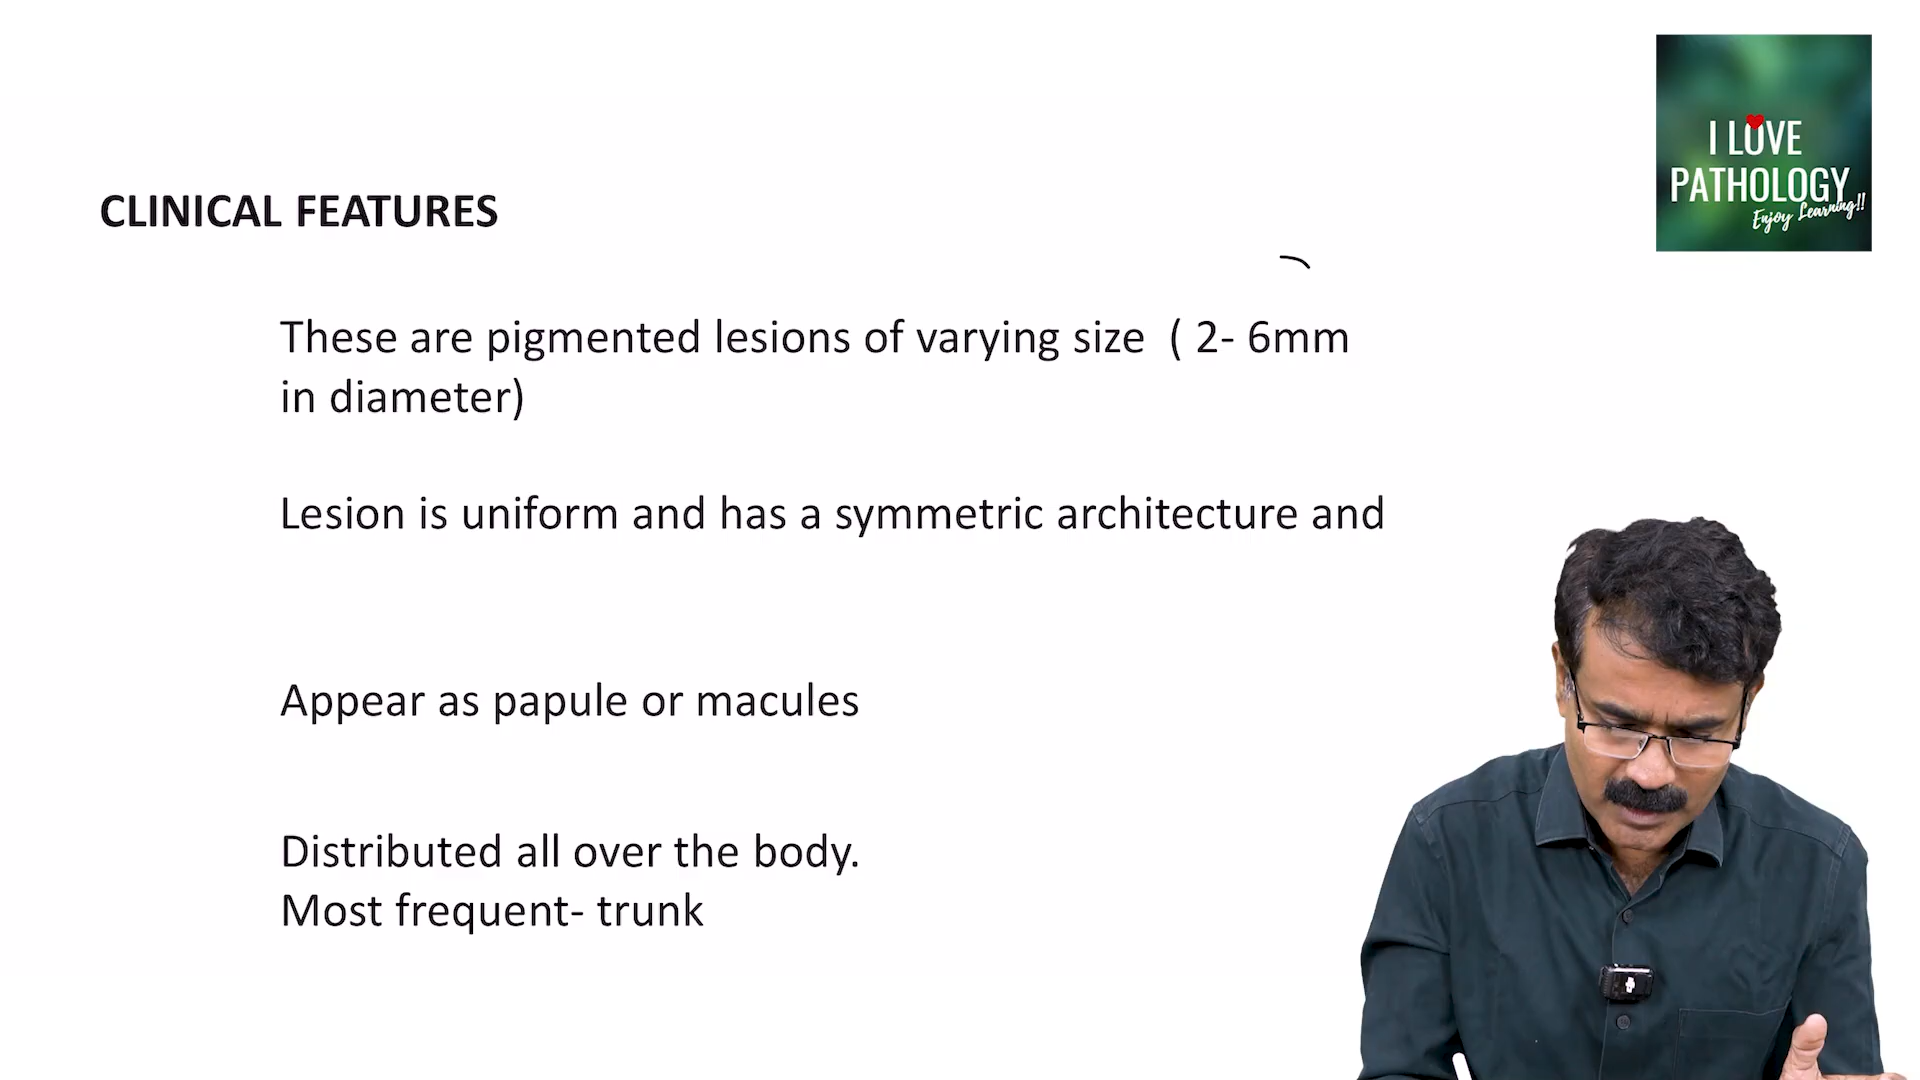 I LOVE
PATHOLOGY
Enjoy Learning!!
CLINICAL FEATURES
These are pigmented lesions of varying size ( 2- 6mm
in diameter)
Lesion is uniform and has a symmetric architecture and
Appear as papule or macules
Distributed all over the body.
Most frequent- trunk